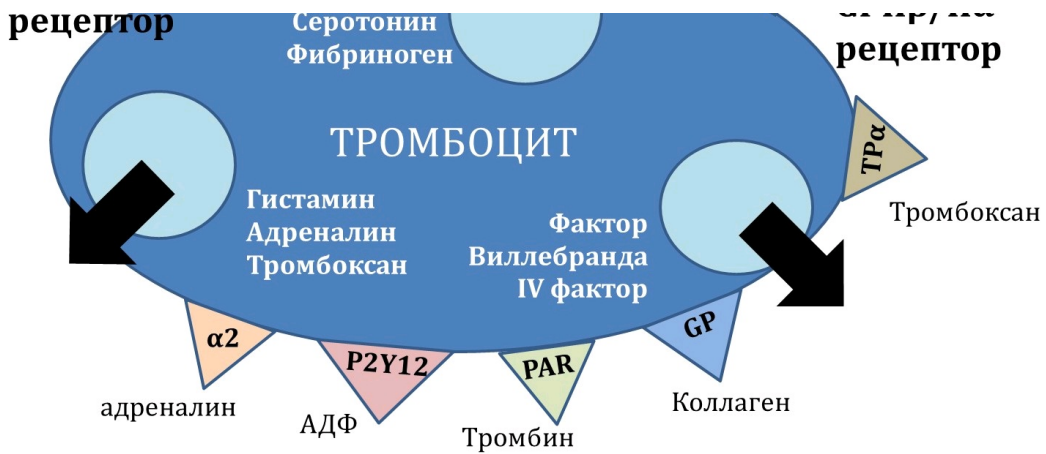 рецептор
Серотонин
Фибриноген
рецептор
ТРОМБОЦИТ
TPα
Тромбоксан
Гистамин
Адреналин
Тромбоксан
Фактор
Виллебранда
IV фактор
α2
P2Y12
PAR
GP
адреналин
АДФ
Тромбин
Коллаген